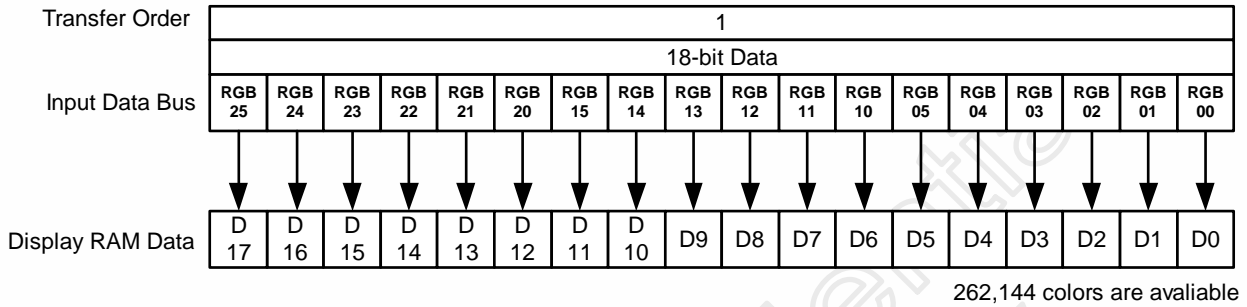 Transfer Order 1
18-bit Data
Input Data Bus RGB 25 RGB 24 RGB 23 RGB 22 RGB 21 RGB 20 RGB 15 RGB 14 RGB 13 RGB 12 RGB 11 RGB 10 RGB 05 RGB 04 RGB 03 RGB 02 RGB 01 RGB 00
Display RAM Data D 17 D 16 D 15 D 14 D 13 D 12 D 11 D 10 D9 D8 D7 D6 D5 D4 D3 D2 D1 D0
262,144 colors are avaliable